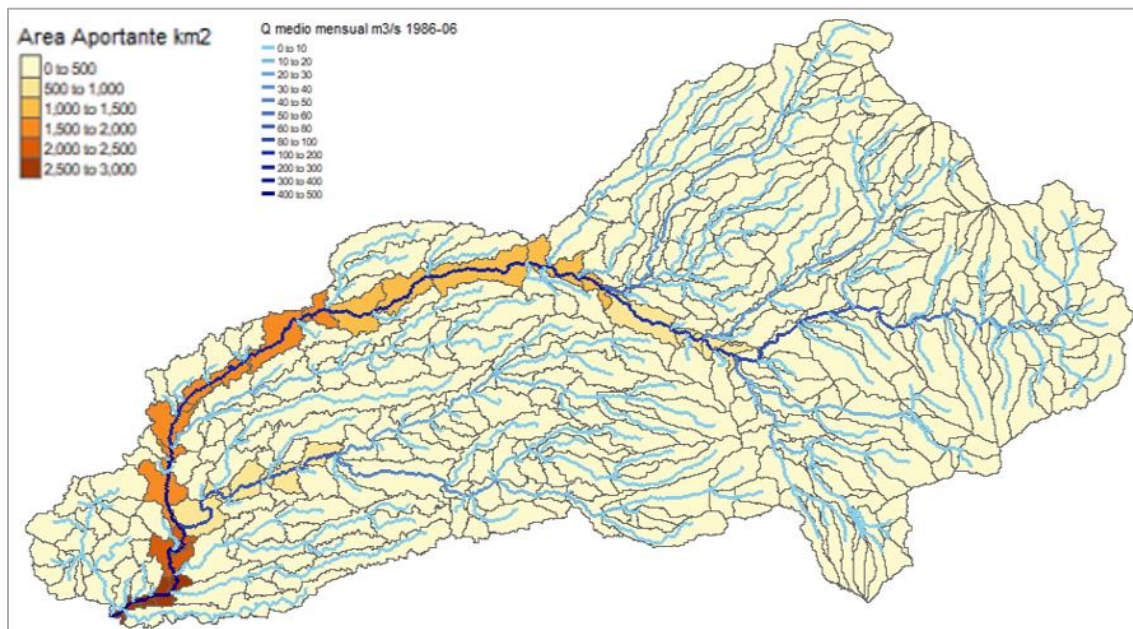 Area Aportante km2
0 to 500
500 to 1,000
1,000 to 1,500
1,500 to 2,000
2,000 to 2,500
2,500 to 3,000
Q medio mensual m3/s 1986-06
0 to 10
10 to 20
20 to 30
30 to 40
40 to 50
50 to 60
60 to 80
80 to 100
100 to 200
200 to 300
300 to 400
400 to 500